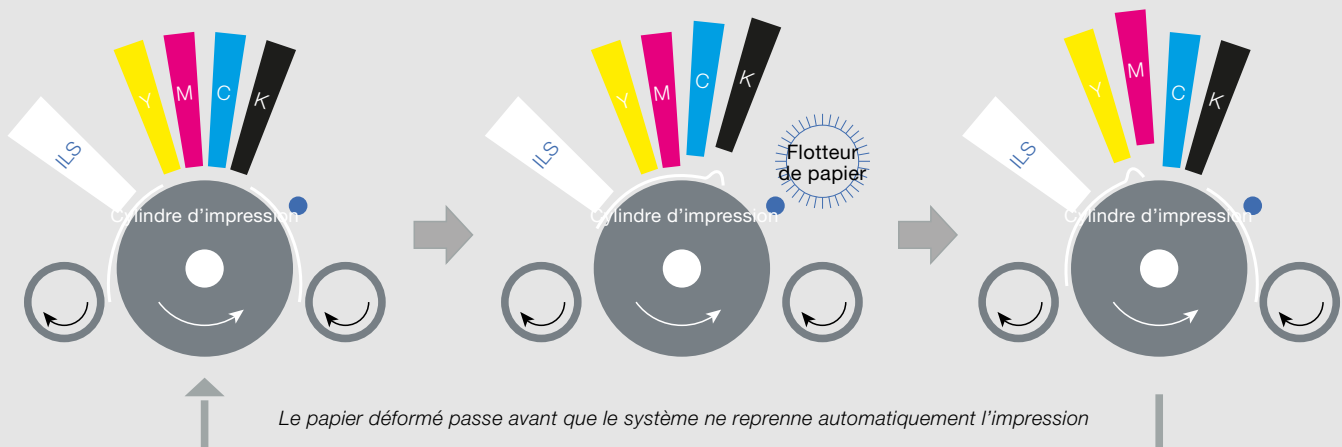 Y M C K
ILS
Cylindre d'impression
Y M C K
ILS
Flotteur
de papier
Cylindre d'impression
Y M C K
ILS
Cylindre d'impression
Le papier déformé passe avant que le système ne reprenne automatiquement l'impression